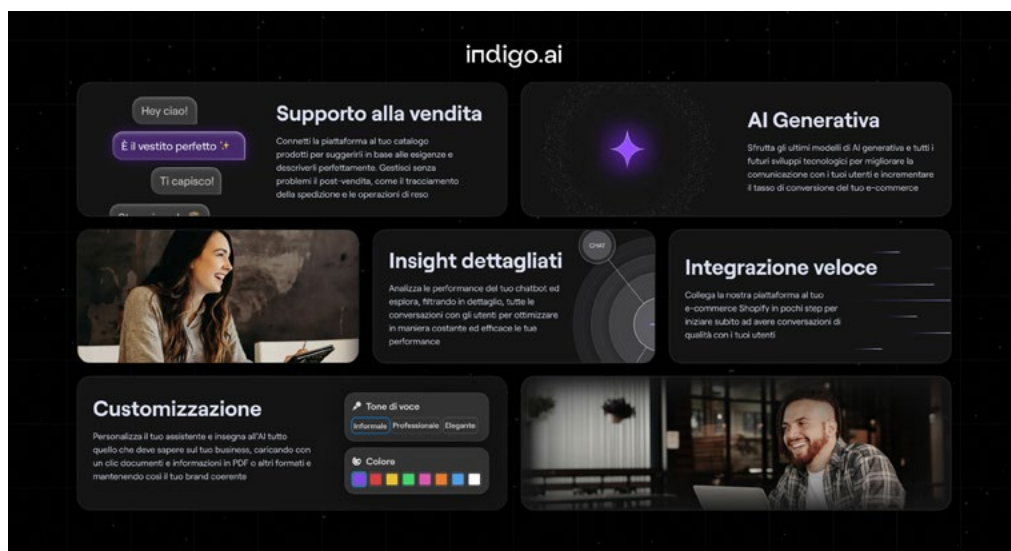 indigo.ai
Hey ciao!
È il vestito perfetto ✨
Ti capisco!
Supporto alla vendita
Connetti la piattaforma al tuo catalogo
prodotti per suggerirli in base alle esigenze e
descriverli perfettamente. Gestisci senza
problemi il post-vendita, come il tracciamento
della spedizione e le operazioni di reso
AI Generativa
Sfrutta gli ultimi modelli di AI generativa e tutti i
futuri sviluppi tecnologici per migliorare la
comunicazione con i tuoi utenti e incrementare
il tasso di conversione del tuo e-commerce
Insight dettagliati
Analizza le performance del tuo chatbot ed
esplora, filtrando in dettaglio, tutte le
conversazioni con gli utenti per ottimizzare
in maniera costante ed efficace le tue
performance
CHAT
Integrazione veloce
Collega la nostra piattaforma al tuo
e-commerce Shopify in pochi step per
iniziare subito ad avere conversazioni di
qualità con i tuoi utenti
Customizzazione
Personalizza il tuo assistente e insegna all'AI tutto
quello che deve sapere sul tuo business, caricando con
un clic documenti e informazioni in PDF o altri formati e
mantenendo così il tuo brand coerente
Tone di voce
Informale Professionale Elegante
Colore